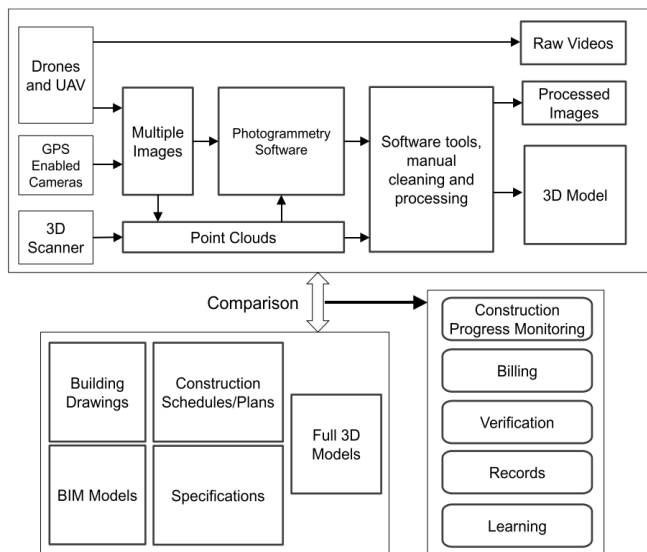 Drones
and UAV
Raw Videos
Processed
Images
GPS
Enabled
Cameras
Multiple
Images
Photogrammetry
Software
Software tools,
manual
cleaning and
processing
3D Model
3D
Scanner
Point Clouds
Comparison
Building
Drawings
Construction
Schedules/Plans
Full 3D
Models
BIM Models
Specifications
Construction
Progress Monitoring
Billing
Verification
Records
Learning